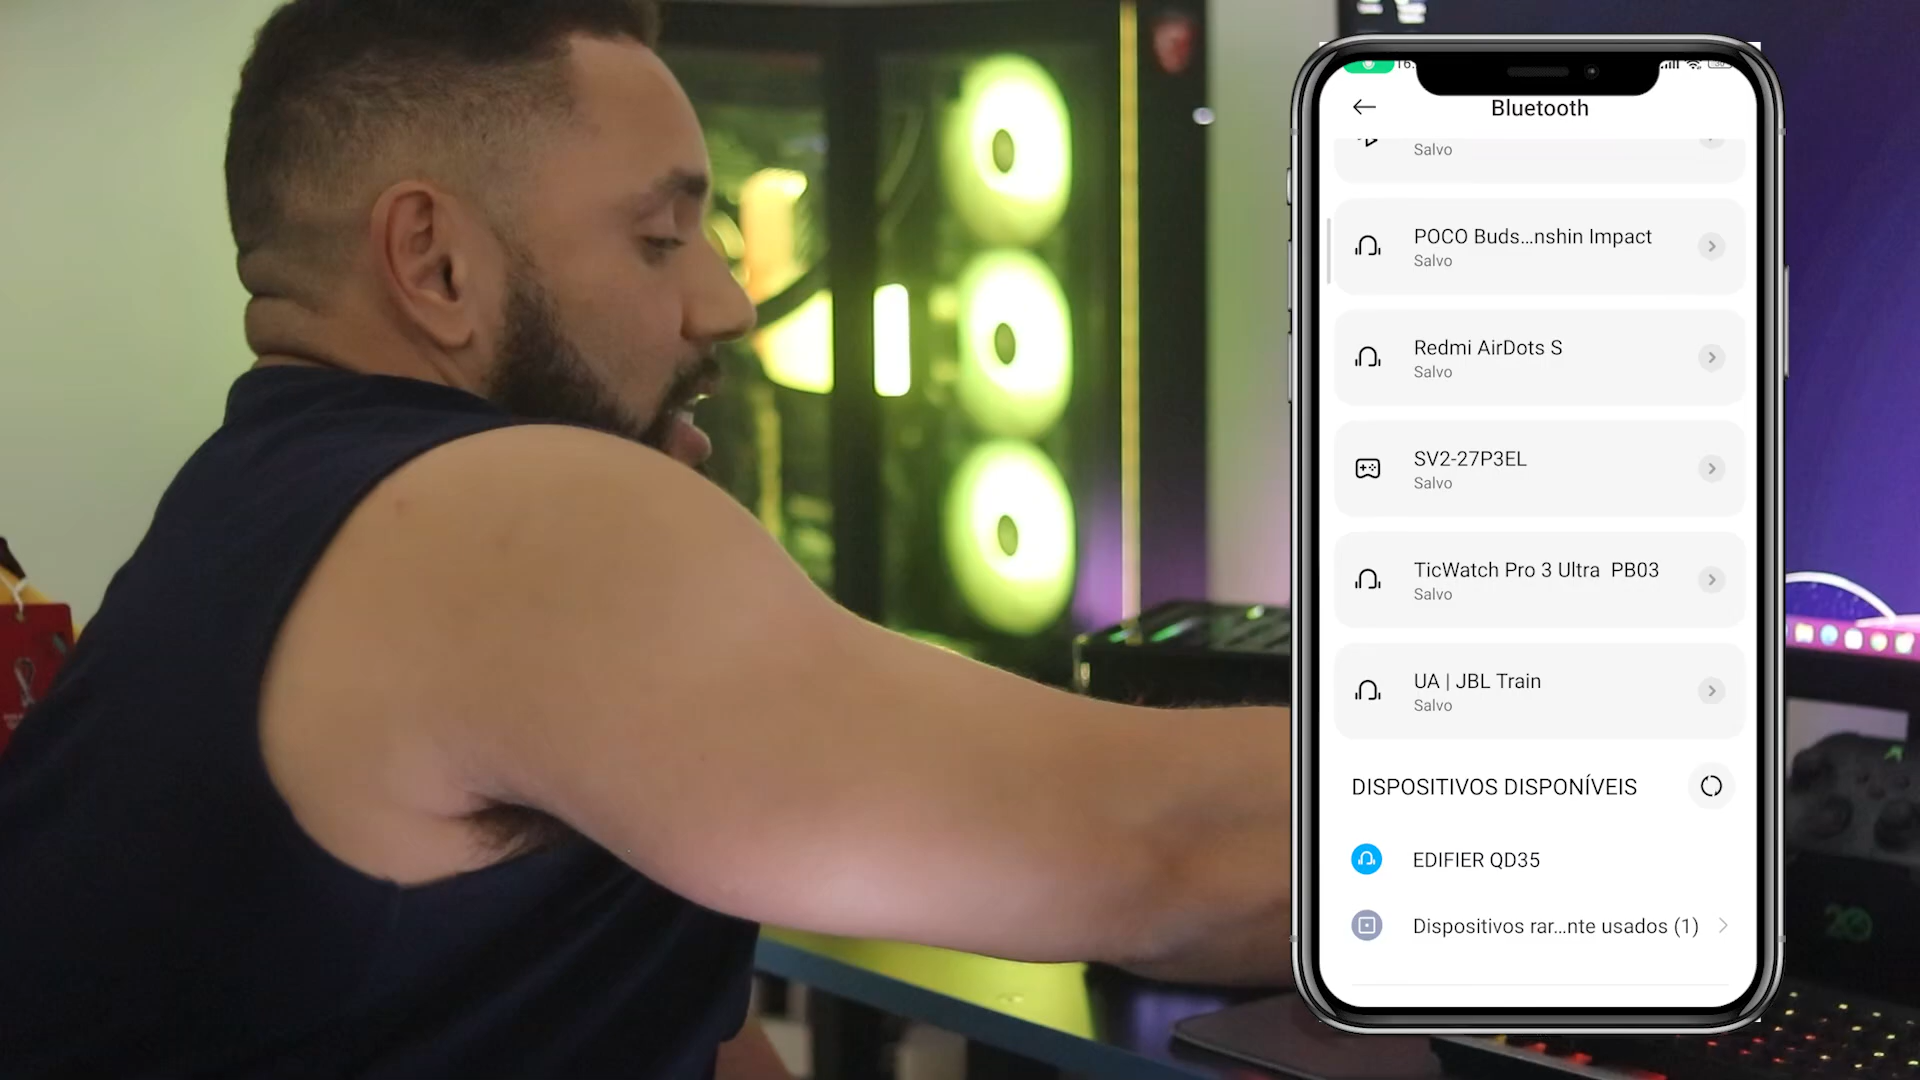 Bluetooth
Salvo
POCO Buds...nshin Impact
Salvo
Redmi AirDots S
Salvo
SV2-27P3EL
Salvo
TicWatch Pro 3 Ultra PB03
Salvo
UA | JBL Train
Salvo
DISPOSITIVOS DISPONÍVEIS
EDIFIER QD35
Dispositivos rar...nte usados (1)